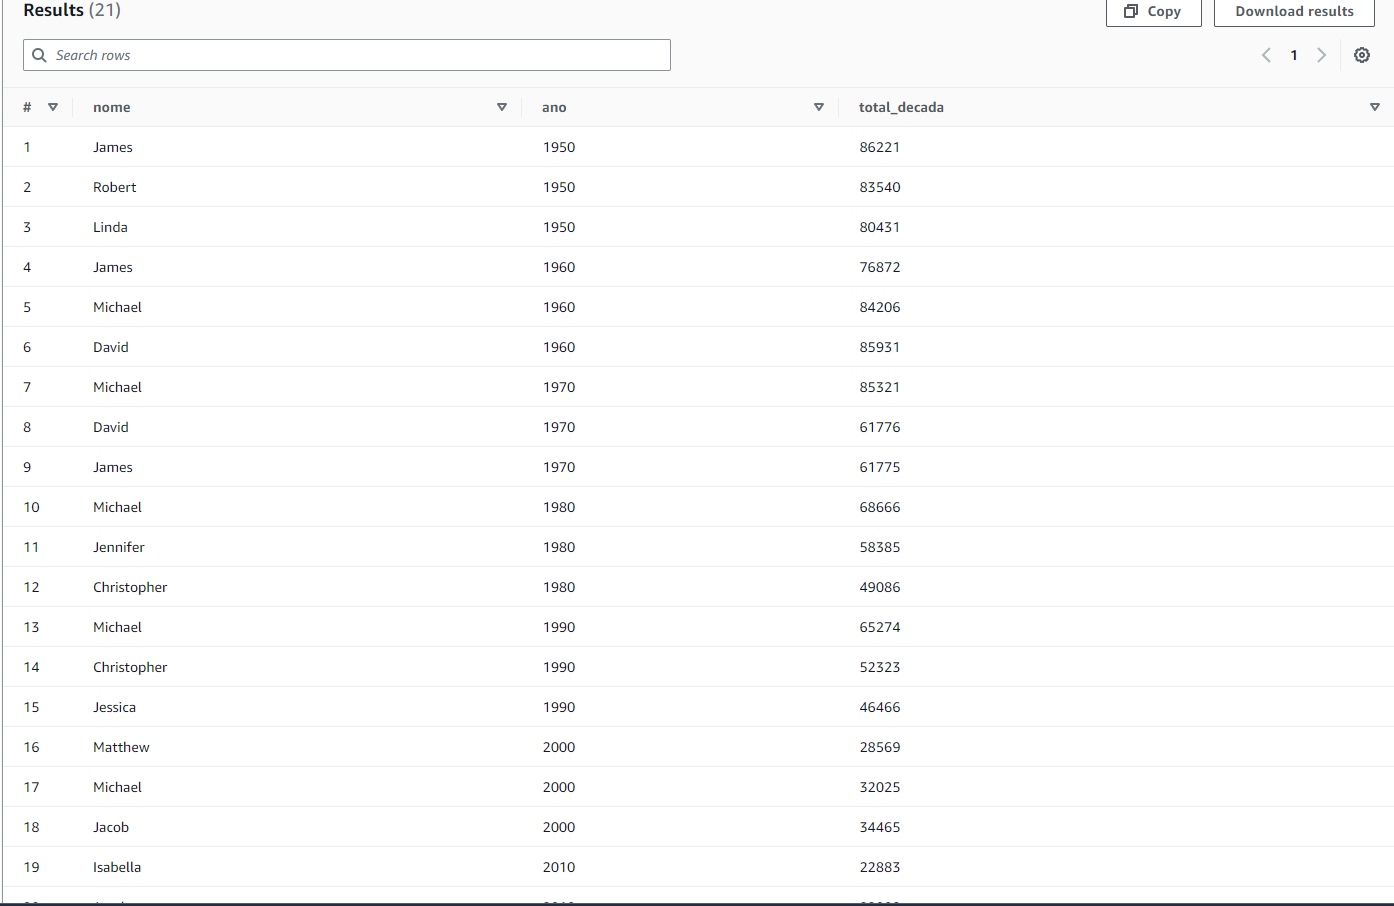 Results (21) Copy Download results
Search rows 1
# nome ano total_decada
1 James 1950 86221
2 Robert 1950 83540
3 Linda 1950 80431
4 James 1960 76872
5 Michael 1960 84206
6 David 1960 85931
7 Michael 1970 85321
8 David 1970 61776
9 James 1970 61775
10 Michael 1980 68666
11 Jennifer 1980 58385
12 Christopher 1980 49086
13 Michael 1990 65274
14 Christopher 1990 52323
15 Jessica 1990 46466
16 Matthew 2000 28569
17 Michael 2000 32025
18 Jacob 2000 34465
19 Isabella 2010 22883